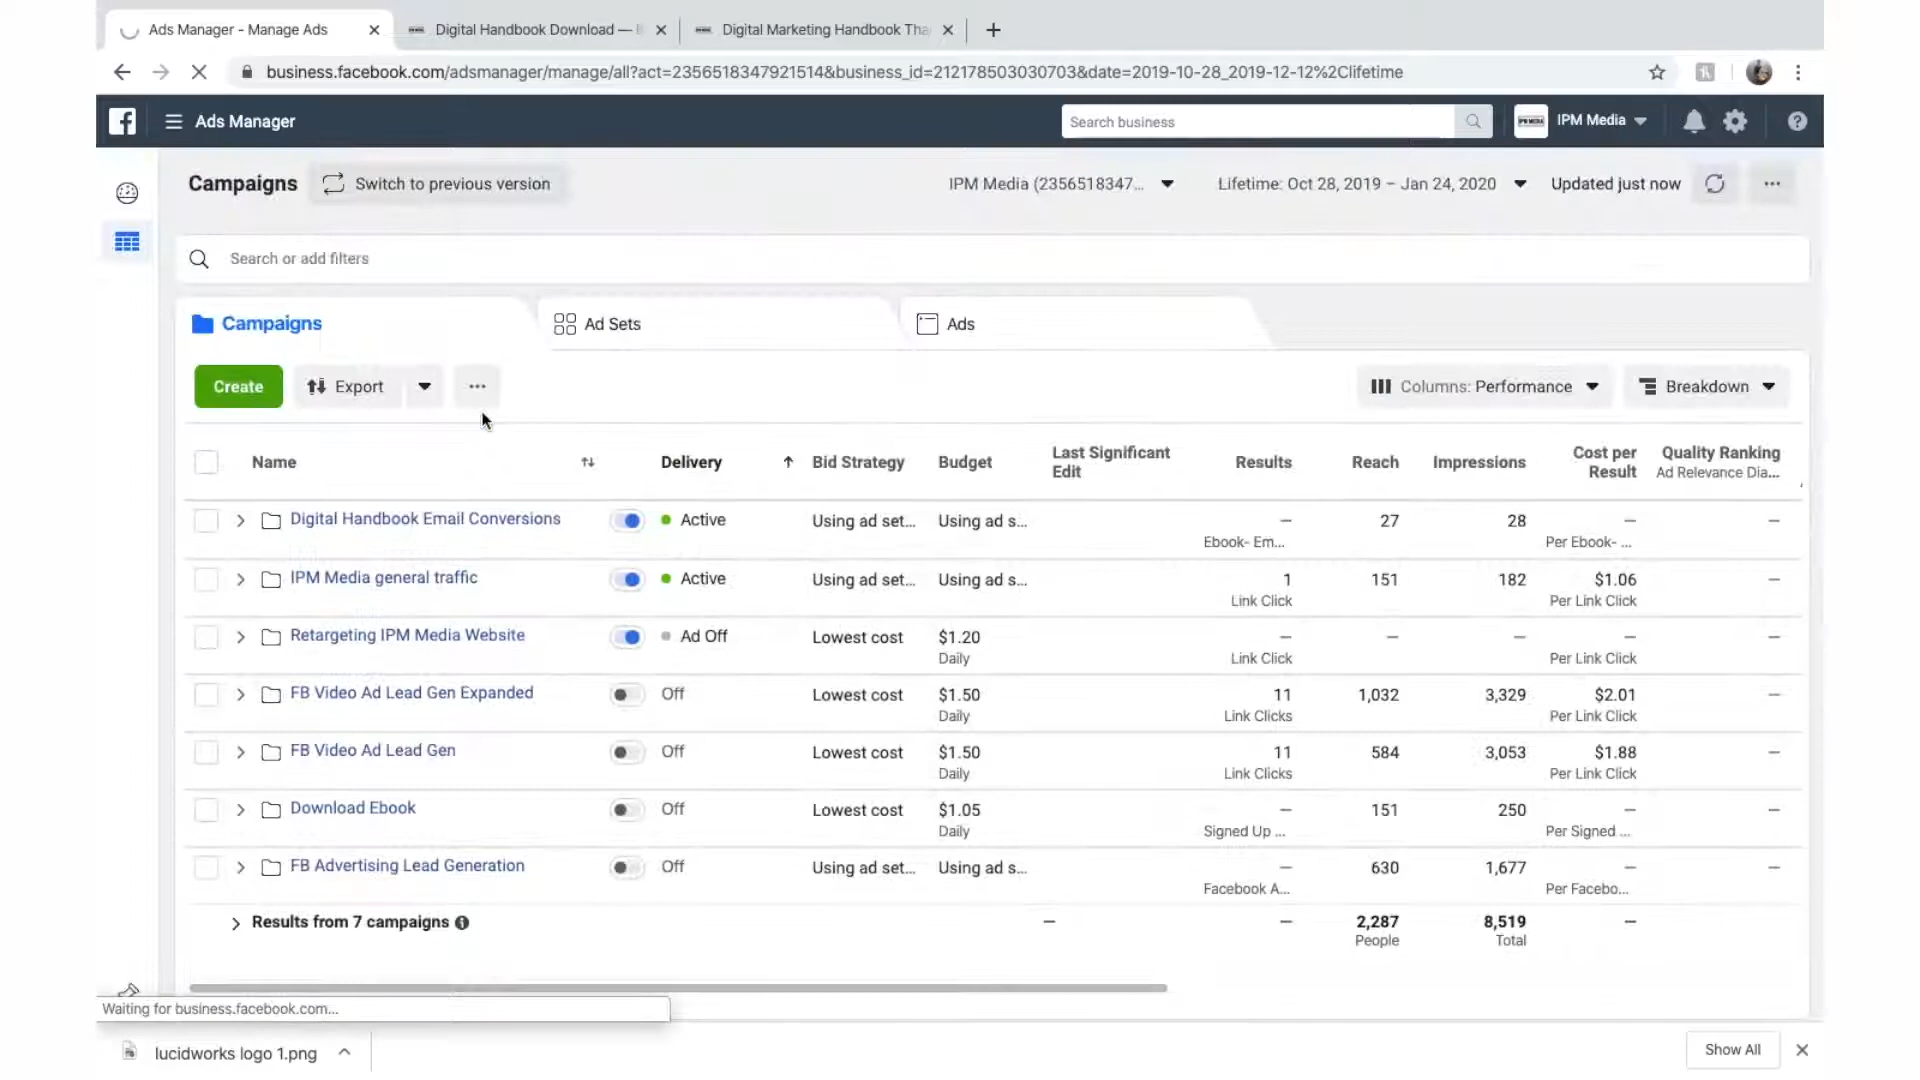 Ads Manager - Manage Ads
Digital Handbook Download —
Digital Marketing Handbook Tha
business.facebook.com/adsmanager/manage/all?act=2356518347921514&business_id=212178503030703&date=2019-10-28_2019-12-12%2Clifetime
Ads Manager
Search business
IPM Media
Campaigns
Switch to previous version
IPM Media (2356518347...
Lifetime: Oct 28, 2019 – Jan 24, 2020
Updated just now
Search or add filters
Campaigns
Ad Sets
Ads
Create
Export
Columns: Performance
Breakdown
Name
Delivery
Bid Strategy
Budget
Last Significant
Edit
Results
Reach
Impressions
Cost per
Result
Quality Ranking
Ad Relevance Dia...
Digital Handbook Email Conversions Active Using ad set... Using ad s... — 27 28 — —
Ebook- Em... Per Ebook- ...
IPM Media general traffic Active Using ad set... Using ad s... 1 151 182 $1.06 —
Link Click Per Link Click
Retargeting IPM Media Website Ad Off Lowest cost $1.20 — — — — —
Daily Link Click Per Link Click
FB Video Ad Lead Gen Expanded Off Lowest cost $1.50 11 1,032 3,329 $2.01 —
Daily Link Clicks Per Link Click
FB Video Ad Lead Gen Off Lowest cost $1.50 11 584 3,053 $1.88 —
Daily Link Clicks Per Link Click
Download Ebook Off Lowest cost $1.05 — 151 250 — —
Daily Signed Up ... Per Signed ...
FB Advertising Lead Generation Off Using ad set... Using ad s... — 630 1,677 — —
Facebook A... Per Facebo...
Results from 7 campaigns — — 2,287 8,519 —
People Total
Waiting for business.facebook.com...
lucidworks logo 1.png
Show All